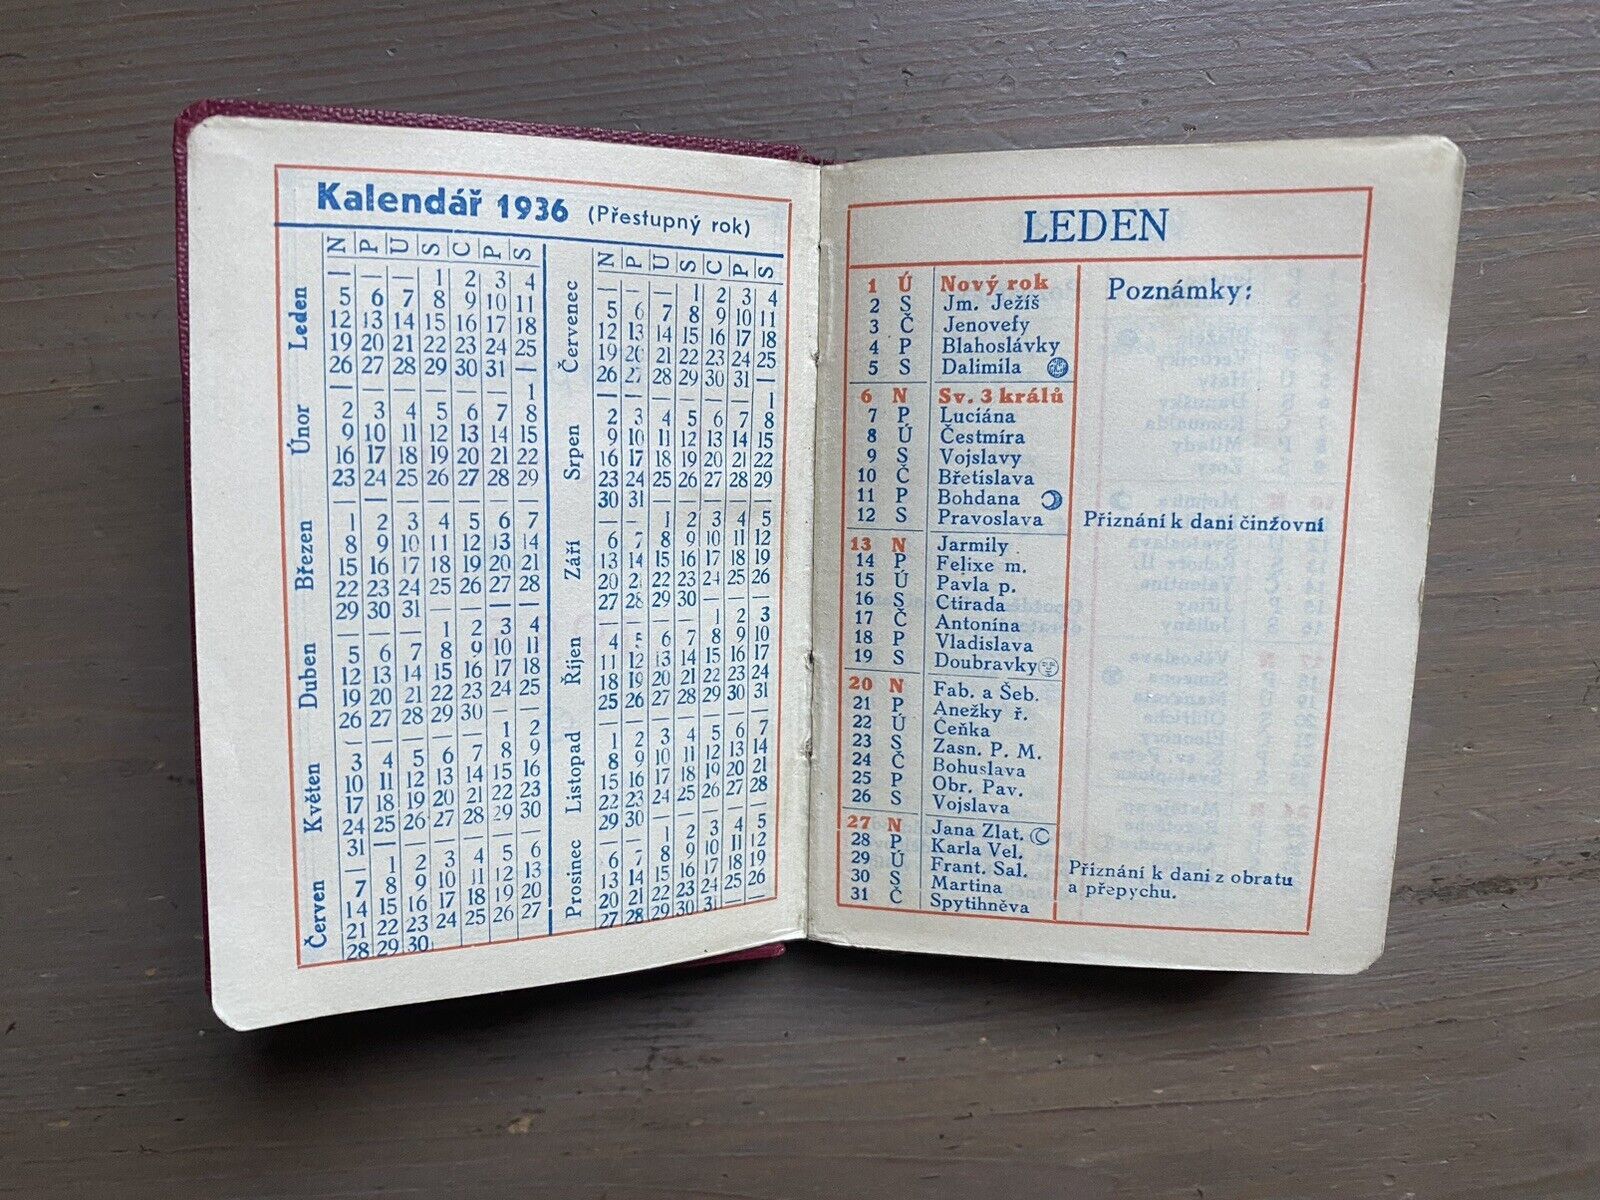 Kalendář 1936 (Přestupný rok)
N P Ú S Č P S
Leden
— — — 1 2 3 4
5 6 7 8 9 10 11
12 13 14 15 16 17 18
19 20 21 22 23 24 25
26 27 28 29 30 31 —
Únor
— — — — — — 1
2 3 4 5 6 7 8
9 10 11 12 13 14 15
16 17 18 19 20 21 22
23 24 25 26 27 28 29
— — — — — — —
Březen
1 2 3 4 5 6 7
8 9 10 11 12 13 14
15 16 17 18 19 20 21
22 23 24 25 26 27 28
29 30 31 — — — —
Duben
— — — 1 2 3 4
5 6 7 8 9 10 11
12 13 14 15 16 17 18
19 20 21 22 23 24 25
26 27 28 29 30 — —
Květen
— — — — — 1 2
3 4 5 6 7 8 9
10 11 12 13 14 15 16
17 18 19 20 21 22 23
24 25 26 27 28 29 30
31 — — — — — —
Červen
— 1 2 3 4 5 6
7 8 9 10 11 12 13
14 15 16 17 18 19 20
21 22 23 24 25 26 27
28 29 30
N P Ú S Č P S
Červenec
— — — 1 2 3 4
5 6 7 8 9 10 11
12 13 14 15 16 17 18
19 20 21 22 23 24 25
26 27 28 29 30 31 —
Srpen
— — — — — — 1
2 3 4 5 6 7 8
9 10 11 12 13 14 15
16 17 18 19 20 21 22
23 24 25 26 27 28 29
30 31 — — — — —
Září
— — 1 2 3 4 5
6 7 8 9 10 11 12
13 14 15 16 17 18 19
20 21 22 23 24 25 26
27 28 29 30 — — —
Říjen
— — — — 1 2 3
4 5 6 7 8 9 10
11 12 13 14 15 16 17
18 19 20 21 22 23 24
25 26 27 28 29 30 31
Listopad
1 2 3 4 5 6 7
8 9 10 11 12 13 14
15 16 17 18 19 20 21
22 23 24 25 26 27 28
29 30 — — — — —
Prosinec
— — 1 2 3 4 5
6 7 8 9 10 11 12
13 14 15 16 17 18 19
20 21 22 23 24 25 26
27 28 29 30 31 — —
LEDEN
1 Ú Nový rok
2 S Jm. Ježíš
3 Č Jenovefy
4 P Blahoslávky
5 S Dalimila
6 N Sv. 3 králů
7 P Luciána
8 Ú Čestmíra
9 S Vojslavy
10 Č Břetislava
11 P Bohdana
12 S Pravoslava
13 N Jarmily
14 P Felixe m.
15 Ú Pavla p.
16 S Ctirada
17 Č Antonína
18 P Vladislava
19 S Doubravky
20 N Fab. a Šeb.
21 P Anežky ř.
22 Ú Čeňka
23 S Zasn. P. M.
24 Č Bohuslava
25 P Obr. Pav.
26 S Vojslava
27 N Jana Zlat.
28 P Karla Vel.
29 Ú Frant. Sal.
30 S Martina
31 Č Spytihněva
Poznámky:
Přiznání k dani činžovní
Přiznání k dani z obratu
a přepychu.